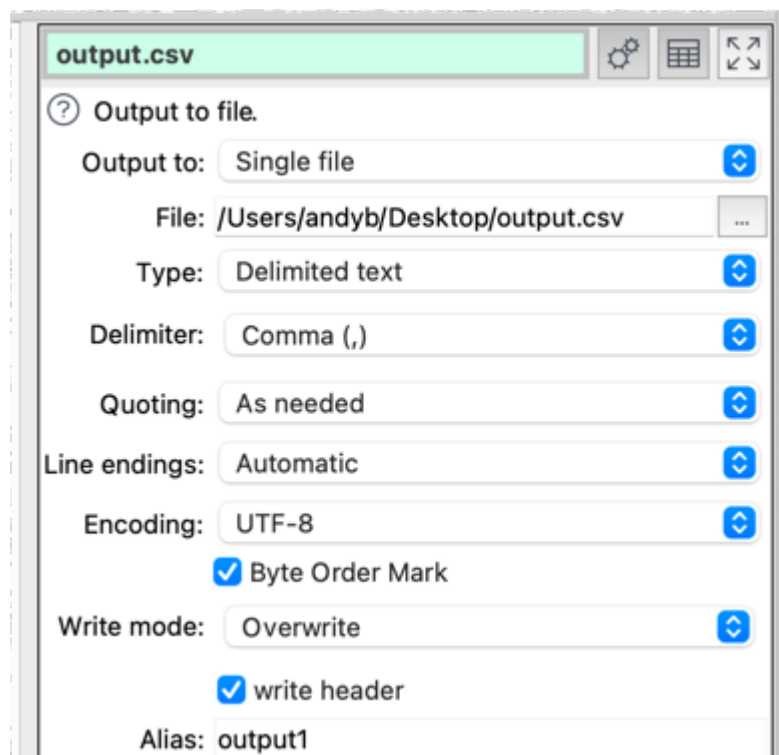 output.csv
? Output to file.
Output to: Single file
File: /Users/andyb/Desktop/output.csv ...
Type: Delimited text
Delimiter: Comma (,)
Quoting: As needed
Line endings: Automatic
Encoding: UTF-8
Byte Order Mark
Write mode: Overwrite
write header
Alias: output1